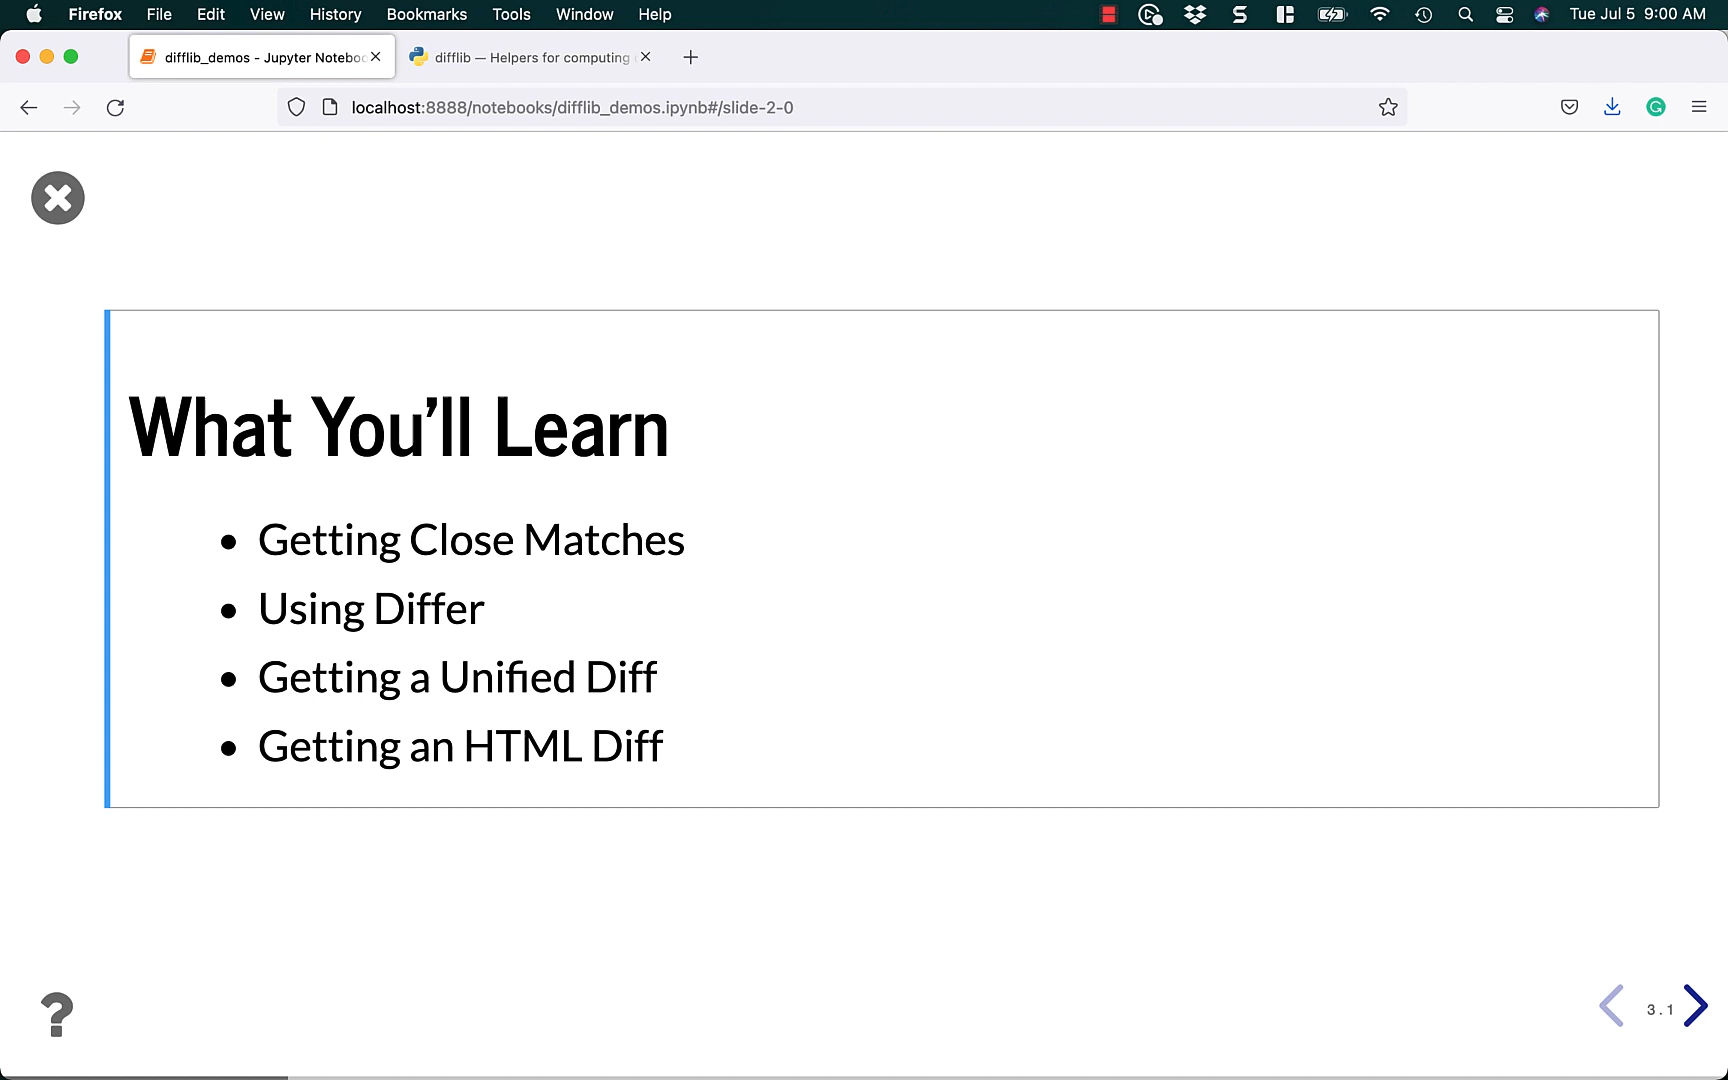 Firefox File Edit View History Bookmarks Tools Window Help Tue Jul 5 9:00 AM
difflib_demos - Jupyter Noteboo difflib — Helpers for computing
localhost:8888/notebooks/difflib_demos.ipynb#/slide-2-0
What You'll Learn
• Getting Close Matches
• Using Differ
• Getting a Unified Diff
• Getting an HTML Diff
?
3.1